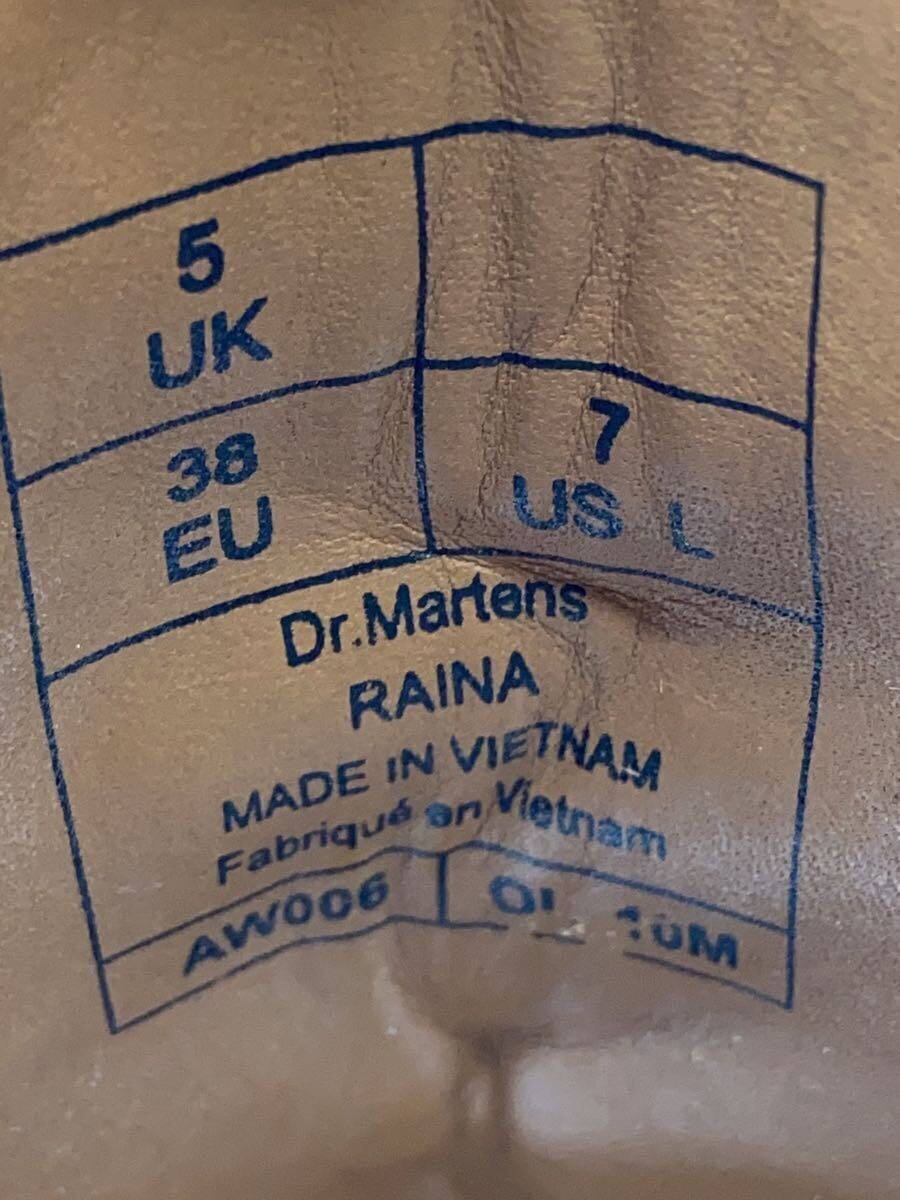 5
UK
38
EU
7
US L
Dr.Martens
RAINA
MADE IN VIETNAM
Fabriqué en Vietnam
AW006